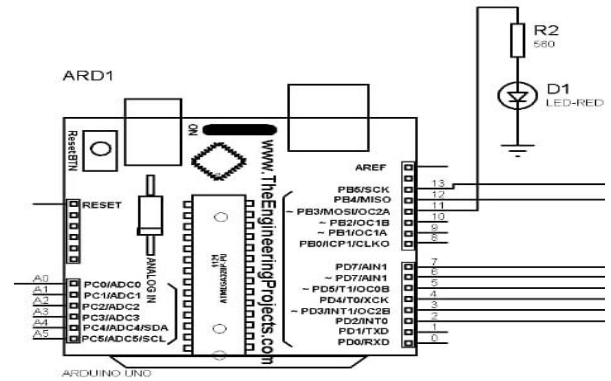 R2
560
ARD1
D1
LED-RED
ResetBTN
ON
www.TheEngineeringProjects.com
AREF
13
PB5/SCK
12
PB4/MISO
11
~ PB3/MOSI/OC2A
10
~ PB2/OC1B
9
~ PB1/OC1A
8
PB0/ICP1/CLKO
RESET
ANALOG IN
7
PD7/AIN1
6
~ PD7/AIN1
5
~ PD5/T1/OC0B
4
PD4/T0/XCK
3
~ PD3/INT1/OC2B
2
PD2/INT0
1
PD1/TXD
0
PD0/RXD
A0
PC0/ADC0
A1
PC1/ADC1
A2
PC2/ADC2
A3
PC3/ADC3
A4
PC4/ADC4/SDA
A5
PC5/ADC5/SCL
ARDUINO UNO